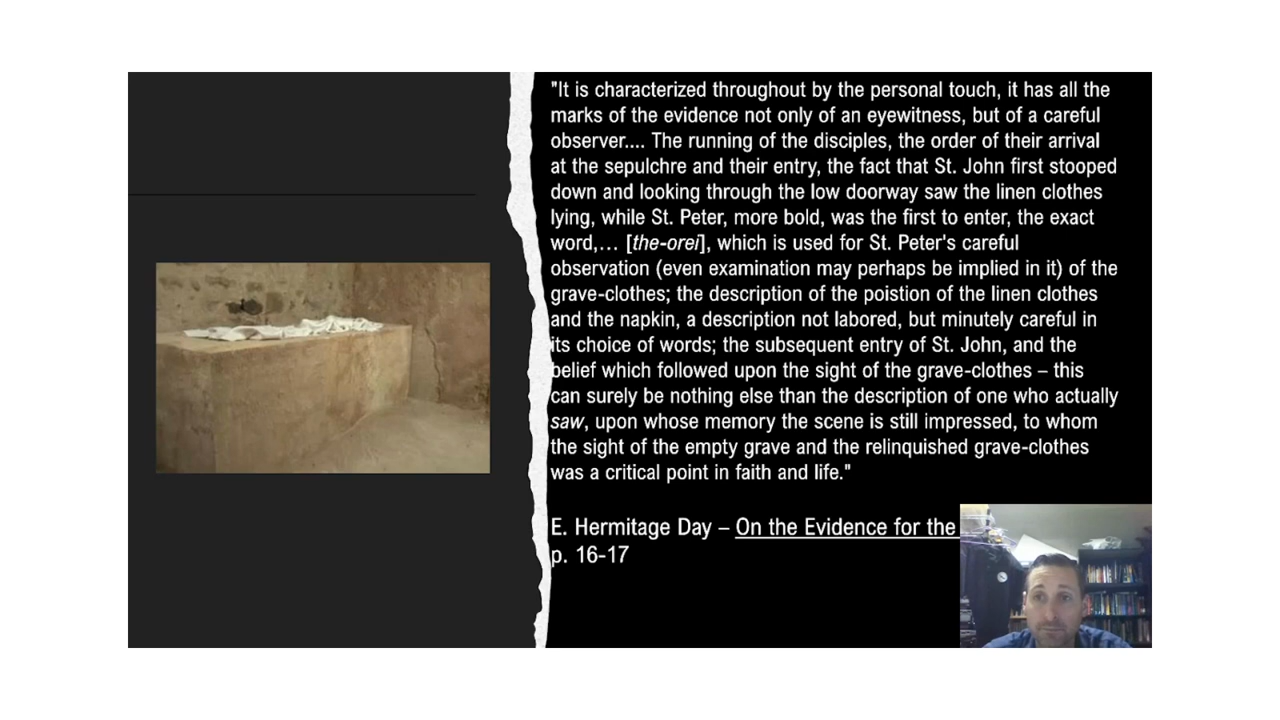 "It is characterized throughout by the personal touch, it has all the
marks of the evidence not only of an eyewitness, but of a careful
observer.... The running of the disciples, the order of their arrival
at the sepulchre and their entry, the fact that St. John first stooped
down and looking through the low doorway saw the linen clothes
lying, while St. Peter, more bold, was the first to enter, the exact
word,... [the-orei], which is used for St. Peter's careful
observation (even examination may perhaps be implied in it) of the
grave-clothes; the description of the poistion of the linen clothes
and the napkin, a description not labored, but minutely careful in
its choice of words; the subsequent entry of St. John, and the
belief which followed upon the sight of the grave-clothes – this
can surely be nothing else than the description of one who actually
saw, upon whose memory the scene is still impressed, to whom
the sight of the empty grave and the relinquished grave-clothes
was a critical point in faith and life."
E. Hermitage Day – On the Evidence for the
p. 16-17